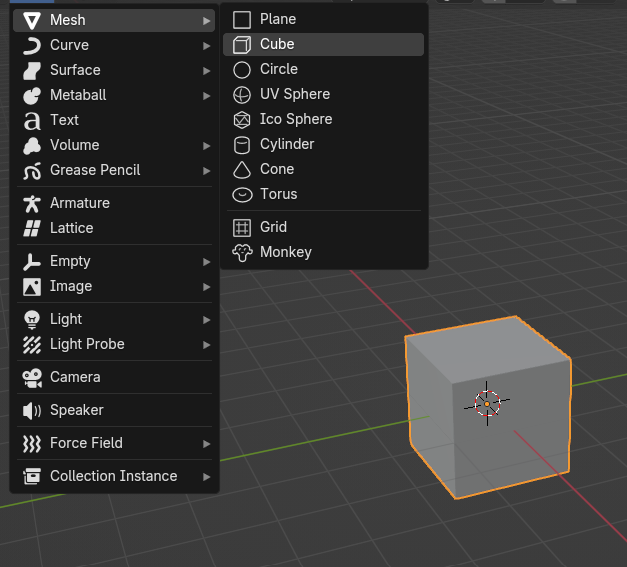 Mesh
Curve
Surface
Metaball
Text
Volume
Grease Pencil
Armature
Lattice
Empty
Image
Light
Light Probe
Camera
Speaker
Force Field
Collection Instance
Plane
Cube
Circle
UV Sphere
Ico Sphere
Cylinder
Cone
Torus
Grid
Monkey